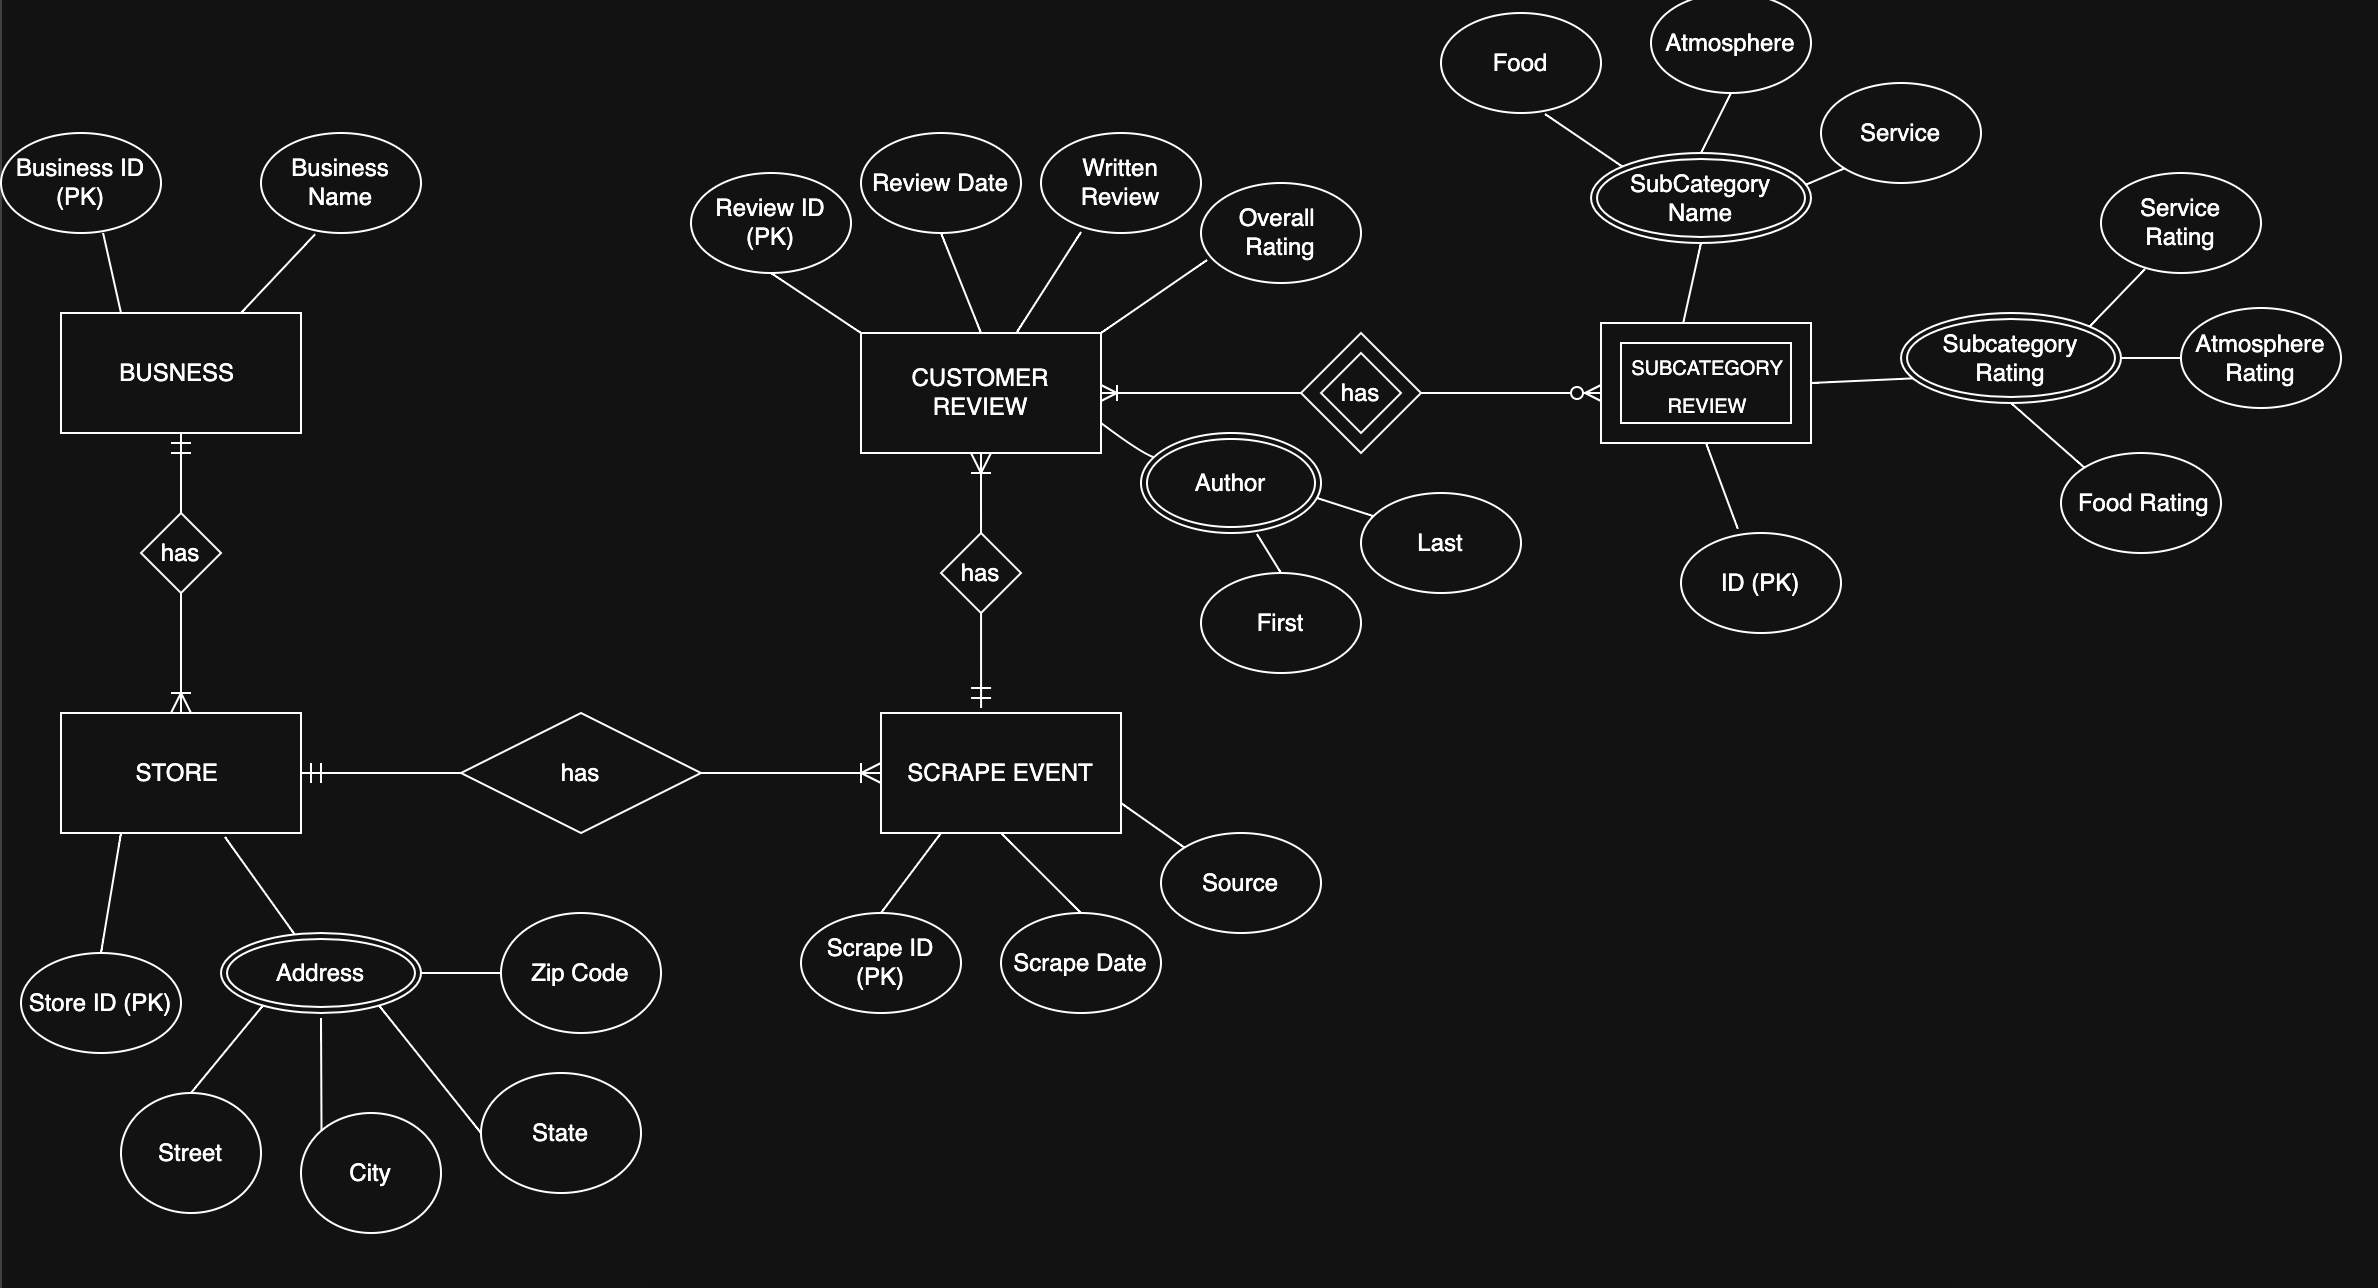 Food
Atmosphere
Service
SubCategory
Name
Business ID
(PK)
Business
Name
Review ID
(PK)
Review Date
Written
Review
Overall
Rating
Service
Rating
BUSNESS
CUSTOMER
REVIEW
has
SUBCATEGORY
REVIEW
Subcategory
Rating
Atmosphere
Rating
Food Rating
Author
Last
First
ID (PK)
has
has
STORE
has
SCRAPE EVENT
Source
Scrape ID
(PK)
Scrape Date
Store ID (PK)
Address
Zip Code
Street
City
State